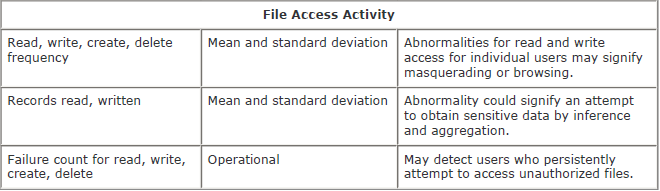 File Access Activity
Read, write, create, delete
frequency
Mean and standard deviation
Abnormalities for read and write
access for individual users may signify
masquerading or browsing.
Records read, written
Mean and standard deviation
Abnormality could signify an attempt
to obtain sensitive data by inference
and aggregation.
Failure count for read, write,
create, delete
Operational
May detect users who persistently
attempt to access unauthorized files.